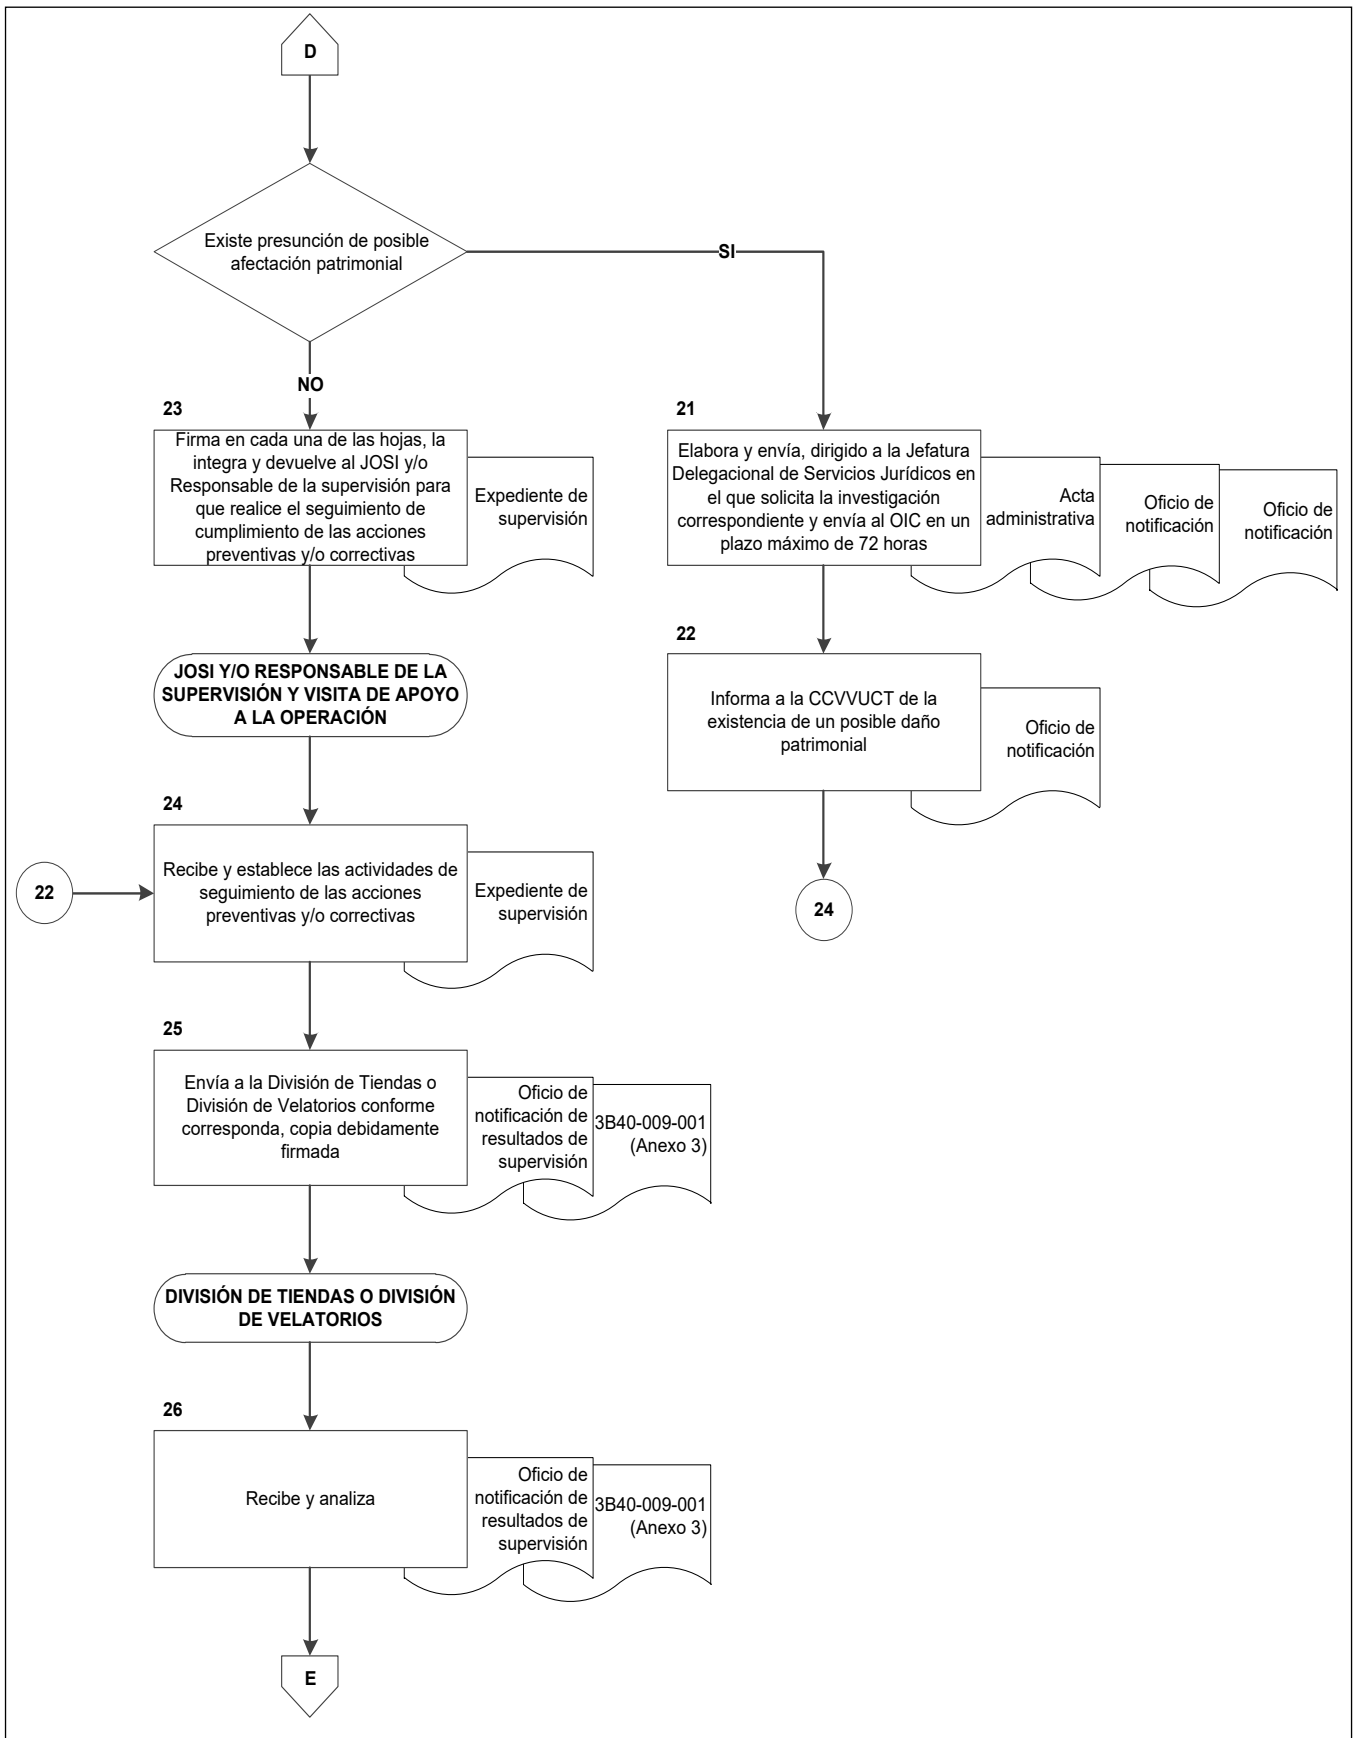 D
Existe presunción de posible
afectación patrimonial
SI
NO
23
Firma en cada una de las hojas, la
integra y devuelve al JOSI y/o
Responsable de la supervisión para
que realice el seguimiento de
cumplimiento de las acciones
preventivas y/o correctivas
Expediente de
supervisión
21
Elabora y envía, dirigido a la Jefatura
Delegacional de Servicios Jurídicos en
el que solicita la investigación
correspondiente y envía al OIC en un
plazo máximo de 72 horas
Acta
administrativa
Oficio de
notificación
Oficio de
notificación
JOSI Y/O RESPONSABLE DE LA
SUPERVISIÓN Y VISITA DE APOYO
A LA OPERACIÓN
22
Informa a la CCVVUCT de la
existencia de un posible daño
patrimonial
Oficio de
notificación
24
24
Recibe y establece las actividades de
seguimiento de las acciones
preventivas y/o correctivas
Expediente de
supervisión
22
25
Envía a la División de Tiendas o
División de Velatorios conforme
corresponda, copia debidamente
firmada
Oficio de
notificación de
resultados de
supervisión
3B40-009-001
(Anexo 3)
DIVISIÓN DE TIENDAS O DIVISIÓN
DE VELATORIOS
26
Recibe y analiza
Oficio de
notificación de
resultados de
supervisión
3B40-009-001
(Anexo 3)
E